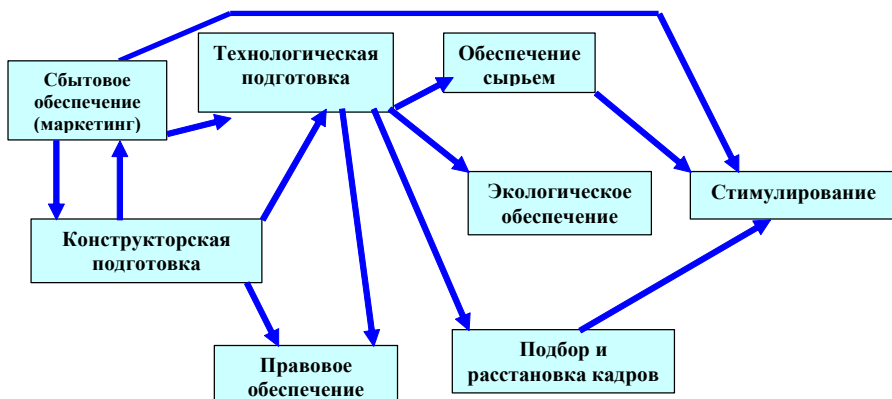 Сбытовое
обеспечение
(маркетинг)
Технологическая
подготовка
Обеспечение
сырьем
Экологическое
обеспечение
Стимулирование
Конструкторская
подготовка
Правовое
обеспечение
Подбор и
расстановка кадров